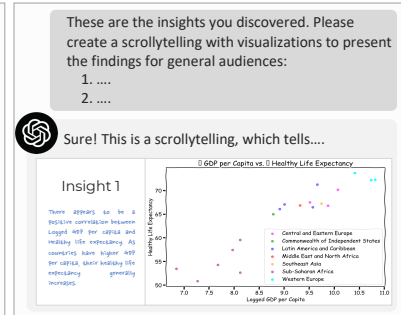 These are the insights you discovered. Please
create a scrollytelling with visualizations to present
the findings for general audiences:
1. ....
2. ....
Sure! This is a scrollytelling, which tells....
Insight 1
There appears to be a
positive correlation between
Logged GDP per capita and
Healthy life expectancy. As
countries have higher GDP
per capita, their healthy life
expectancy generally
increases.
▯ GDP per Capita vs. ▯ Healthy Life Expectancy
Healthy Life Expectancy
70
65
60
55
50
Central and Eastern Europe
Commonwealth of Independent States
Latin America and Caribbean
Middle East and North Africa
Southeast Asia
Sub-Saharan Africa
Western Europe
7.0 7.5 8.0 8.5 9.0 9.5 10.0 10.5 11.0
Logged GDP per Capita